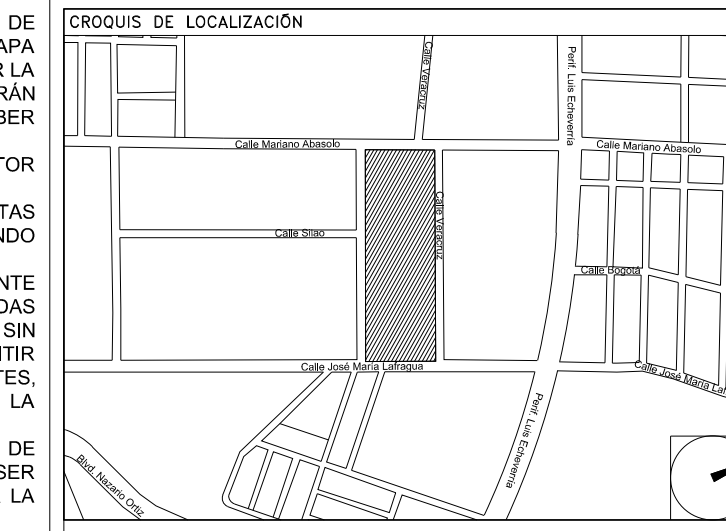 DE
APA
R LA
RÁN
BER
TOR
TAS
NDO
NTE
DAS
SIN
TIR
TES,
LA
DE
SER
LA
CROQUIS DE LOCALIZACIÓN
Calle Veracruz
Perif. Luis Echeverría
Calle Mariano Abasolo
Calle Mariano Abasolo
Calle Veracruz
Calle Silao
Calle Bogotá
Calle José María Lafragua
Calle José María Laf
Perif. Luis Echeverría
Blvd. Nazario Ortiz